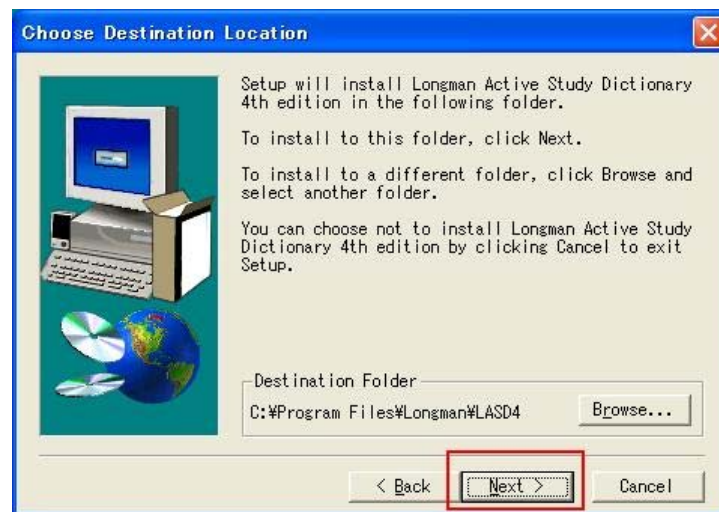 Choose Destination Location
Setup will install Longman Active Study Dictionary
4th edition in the following folder.
To install to this folder, click Next.
To install to a different folder, click Browse and
select another folder.
You can choose not to install Longman Active Study
Dictionary 4th edition by clicking Cancel to exit
Setup.
Destination Folder
C:¥Program Files¥Longman¥LASD4
Browse...
< Back
Next >
Cancel